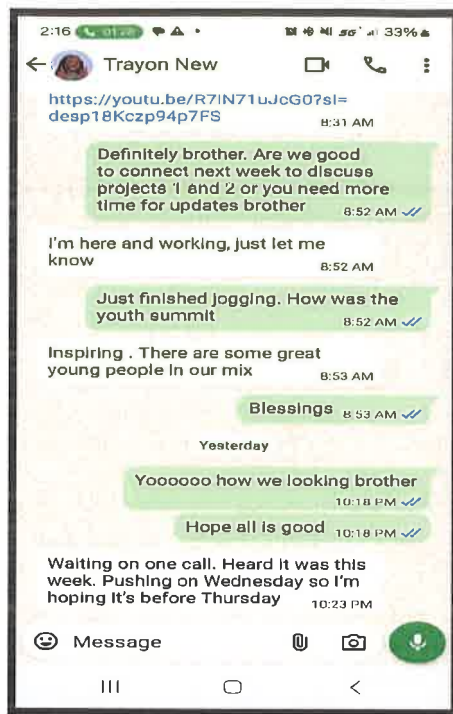 2:16 01:28 5G 33%
Trayon New
https://youtu.be/R7IN71uJcG0?sl=
desp18Kczp94p7FS
8:31 AM
Definitely brother. Are we good
to connect next week to discuss
projects 1 and 2 or you need more
time for updates brother
8:52 AM
I'm here and working, just let me
know
8:52 AM
Just finished jogging. How was the
youth summit
8:52 AM
Inspiring . There are some great
young people in our mix
8:53 AM
Blessings 8:53 AM
Yesterday
Yoooooo how we looking brother
10:18 PM
Hope all is good 10:18 PM
Waiting on one call. Heard it was this
week. Pushing on Wednesday so I'm
hoping It's before Thursday
10:23 PM
Message